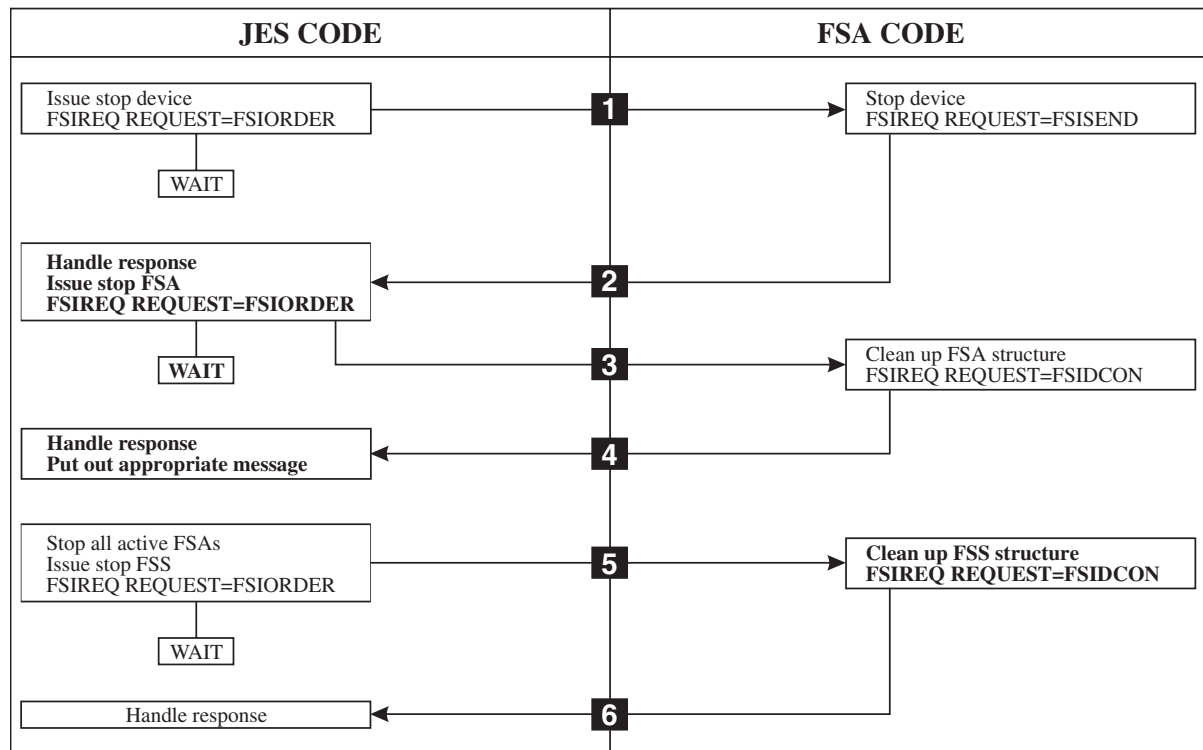 JES CODE
FSA CODE
Issue stop device
FSIREQ REQUEST=FSIORDER
1
Stop device
FSIREQ REQUEST=FSISEND
WAIT
Handle response
Issue stop FSA
FSIREQ REQUEST=FSIORDER
2
WAIT
3
Clean up FSA structure
FSIREQ REQUEST=FSIDCON
Handle response
Put out appropriate message
4
Stop all active FSAs
Issue stop FSS
FSIREQ REQUEST=FSIORDER
5
Clean up FSS structure
FSIREQ REQUEST=FSIDCON
WAIT
Handle response
6